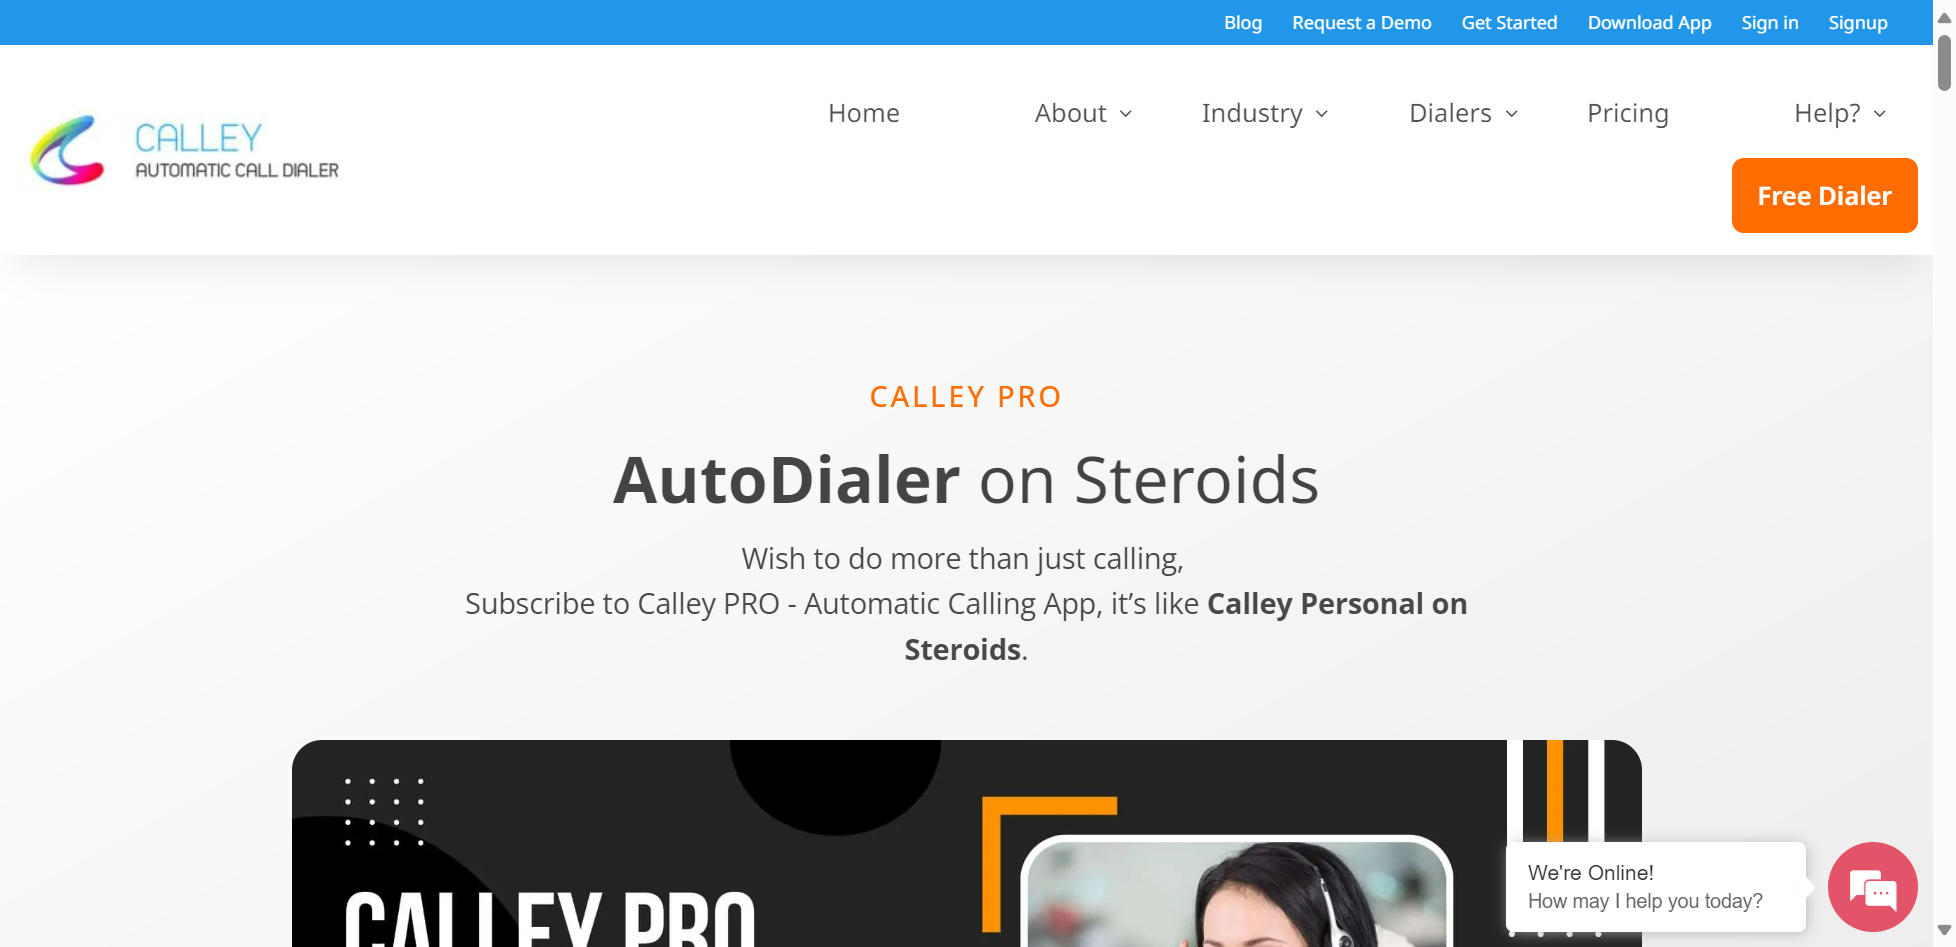 Blog Request a Demo Get Started Download App Sign in Signup
CALLEY
AUTOMATIC CALL DIALER
Home About Industry Dialers Pricing Help?
Free Dialer
CALLEY PRO
AutoDialer on Steroids
Wish to do more than just calling,
Subscribe to Calley PRO - Automatic Calling App, it’s like Calley Personal on
Steroids.
CALLEY PRO
We're Online!
How may I help you today?